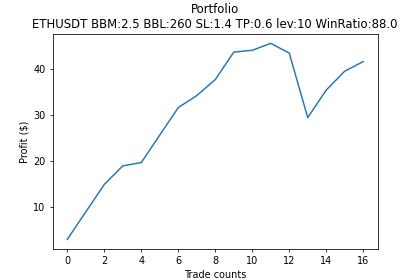 Portfolio
ETHUSDT BBM:2.5 BBL:260 SL:1.4 TP:0.6 lev:10 WinRatio:88.0
Profit ($)
40
30
20
10
0 2 4 6 8 10 12 14 16
Trade counts